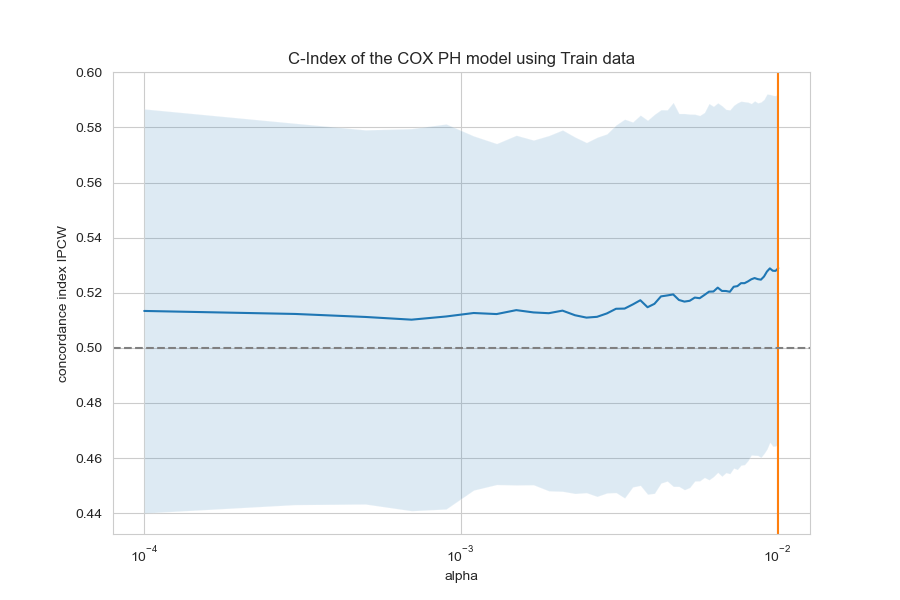 C-Index of the COX PH model using Train data
concordance index IPCW
0.60
0.58
0.56
0.54
0.52
0.50
0.48
0.46
0.44
10⁻⁴ 10⁻³ 10⁻²
alpha